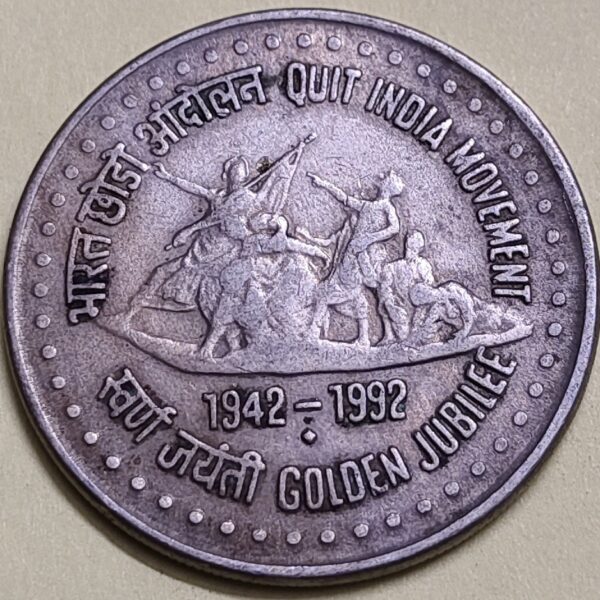 भारत छोडो आंदोलन QUIT INDIA MOVEMENT
1942-1992
स्वर्ण जयंती GOLDEN JUBILEE